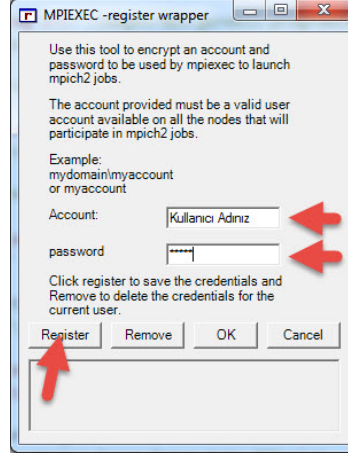 MPIEXEC -register wrapper
Use this tool to encrypt an account and
password to be used by mpiexec to launch
mpich2 jobs.
The account provided must be a valid user
account available on all the nodes that will
participate in mpich2 jobs.
Example:
mydomain\myaccount
or myaccount
Account:
Kullanıcı Adınız
password
*****
Click register to save the credentials and
Remove to delete the credentials for the
current user.
Register Remove OK Cancel